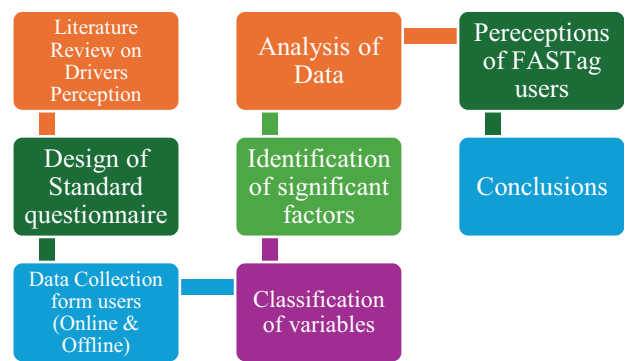 Literature
Review on
Drivers
Perception
Design of
Standard
questionnaire
Data Collection
form users
(Online &
Offline)
Classification
of variables
Identification
of significant
factors
Analysis of
Data
Pereceptions
of FASTag
users
Conclusions